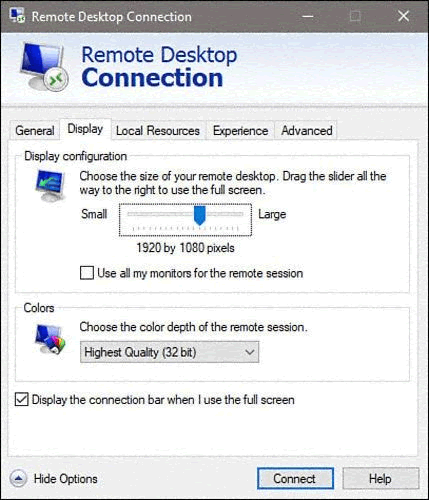 Remote Desktop Connection
Remote Desktop
Connection
General Display Local Resources Experience Advanced
Display configuration
Choose the size of your remote desktop. Drag the slider all the
way to the right to use the full screen.
Small Large
1920 by 1080 pixels
Use all my monitors for the remote session
Colors
Choose the color depth of the remote session.
Highest Quality (32 bit)
Display the connection bar when I use the full screen
Hide Options Connect Help